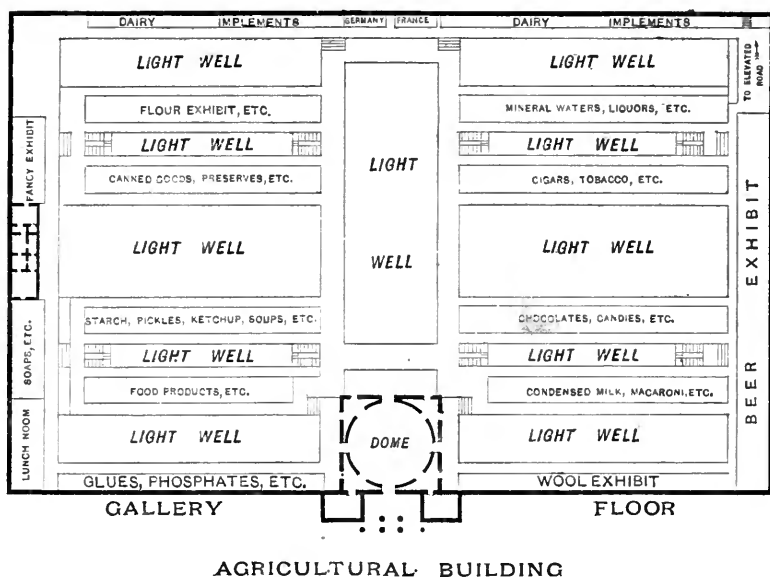 DAIRY IMPLEMENTS GERMANY FRANCE DAIRY IMPLEMENTS
LIGHT WELL
LIGHT WELL
TO ELEVATED
ROAD
FLOUR EXHIBIT, ETC.
MINERAL WATERS, LIQUORS, ETC.
LIGHT WELL
LIGHT WELL
FANCY EXHIBIT
CANNED GOODS, PRESERVES, ETC.
LIGHT
WELL
CIGARS, TOBACCO, ETC.
LIGHT WELL
LIGHT WELL
BEER EXHIBIT
STARCH, PICKLES, KETCHUP, SOUPS, ETC.
CHOCOLATES, CANDIES, ETC.
SOAPS, ETC.
LIGHT WELL
LIGHT WELL
FOOD PRODUCTS, ETC.
CONDENSED MILK, MACARONI, ETC.
LUNCH ROOM
LIGHT WELL
DOME
LIGHT WELL
GLUES, PHOSPHATES, ETC.
WOOL EXHIBIT
GALLERY FLOOR
AGRICULTURAL BUILDING